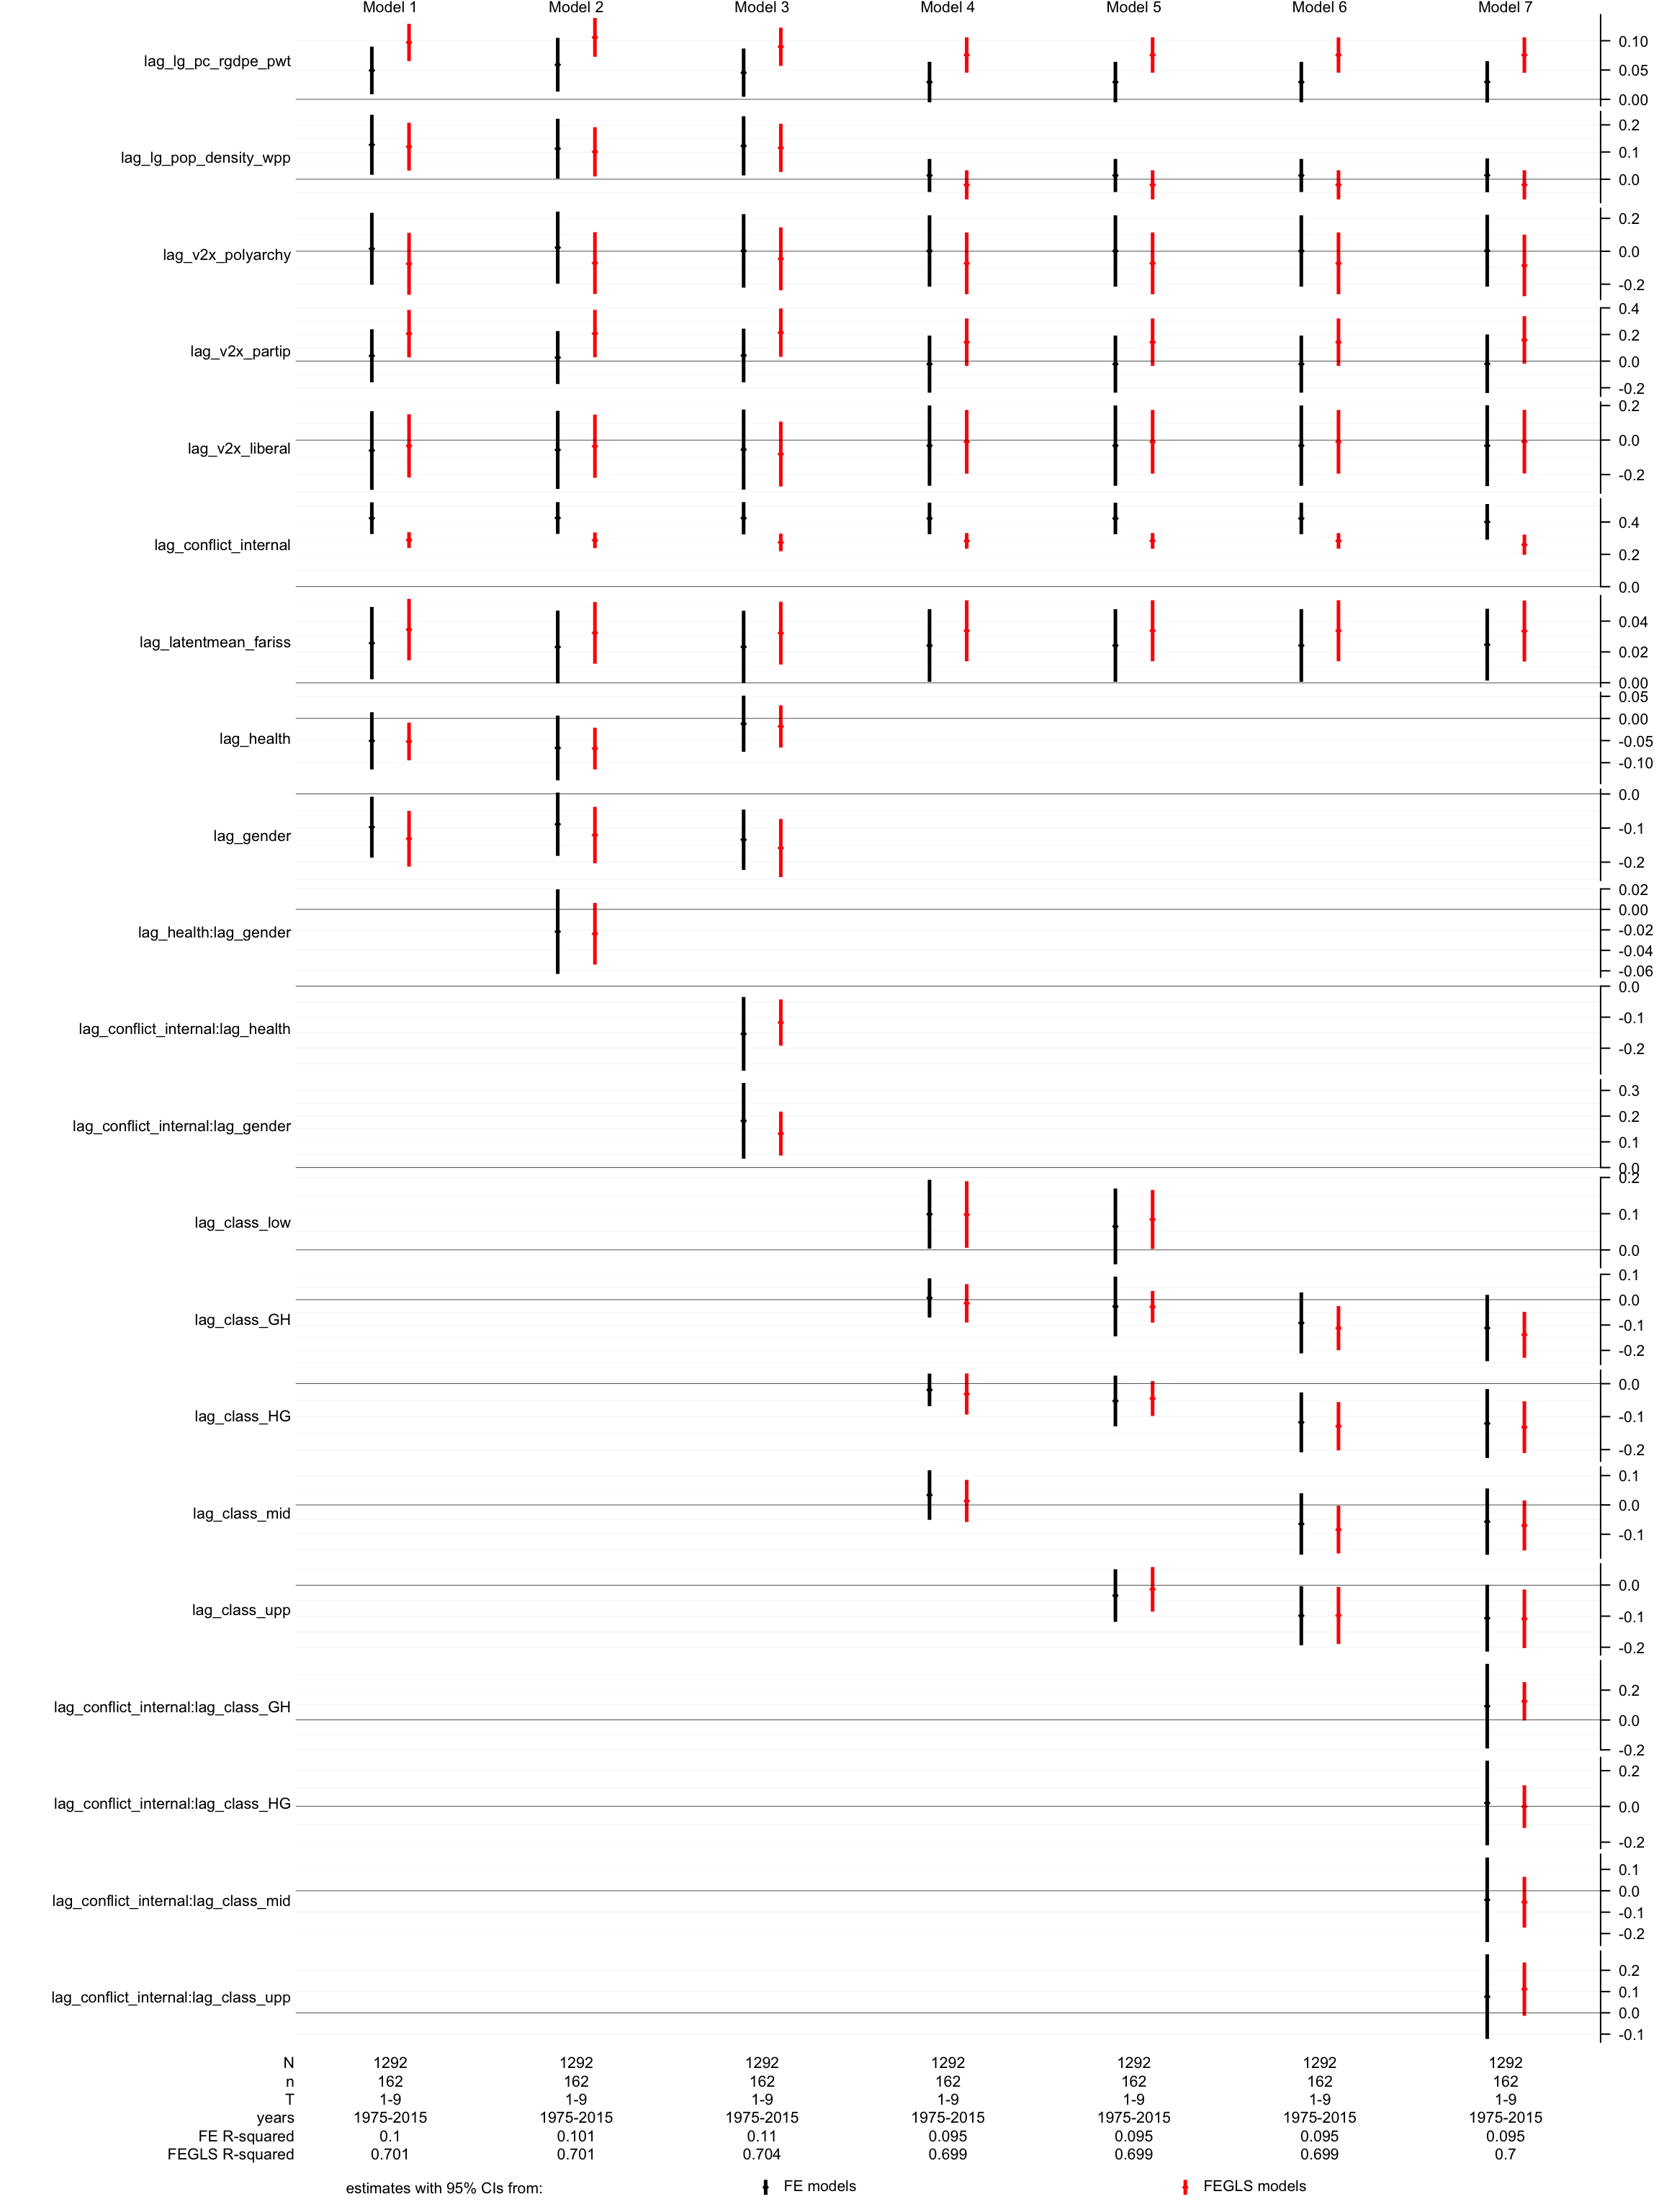 Model 1 Model 2 Model 3 Model 4 Model 5 Model 6 Model 7
lag_lg_pc_rgdpe_pwt
0.10
0.05
0.00
lag_lg_pop_density_wpp
0.2
0.1
0.0
lag_v2x_polyarchy
0.2
0.0
-0.2
lag_v2x_partip
0.4
0.2
0.0
-0.2
lag_v2x_liberal
0.2
0.0
-0.2
lag_conflict_internal
0.4
0.2
0.0
lag_latentmean_fariss
0.04
0.02
0.00
lag_health
0.05
0.00
-0.05
-0.10
lag_gender
0.0
-0.1
-0.2
lag_health:lag_gender
0.02
0.00
-0.02
-0.04
-0.06
lag_conflict_internal:lag_health
0.0
-0.1
-0.2
lag_conflict_internal:lag_gender
0.3
0.2
0.1
0.0
lag_class_low
0.2
0.1
0.0
lag_class_GH
0.1
0.0
-0.1
-0.2
lag_class_HG
0.0
-0.1
-0.2
lag_class_mid
0.1
0.0
-0.1
lag_class_upp
0.0
-0.1
-0.2
lag_conflict_internal:lag_class_GH
0.2
0.0
-0.2
lag_conflict_internal:lag_class_HG
0.2
0.0
-0.2
lag_conflict_internal:lag_class_mid
0.1
0.0
-0.1
-0.2
lag_conflict_internal:lag_class_upp
0.2
0.1
0.0
-0.1
N 1292 1292 1292 1292 1292 1292 1292
n 162 162 162 162 162 162 162
T 1-9 1-9 1-9 1-9 1-9 1-9 1-9
years 1975-2015 1975-2015 1975-2015 1975-2015 1975-2015 1975-2015 1975-2015
FE R-squared 0.1 0.101 0.11 0.095 0.095 0.095 0.095
FEGLS R-squared 0.701 0.701 0.704 0.699 0.699 0.699 0.7
estimates with 95% CIs from: FE models FEGLS models